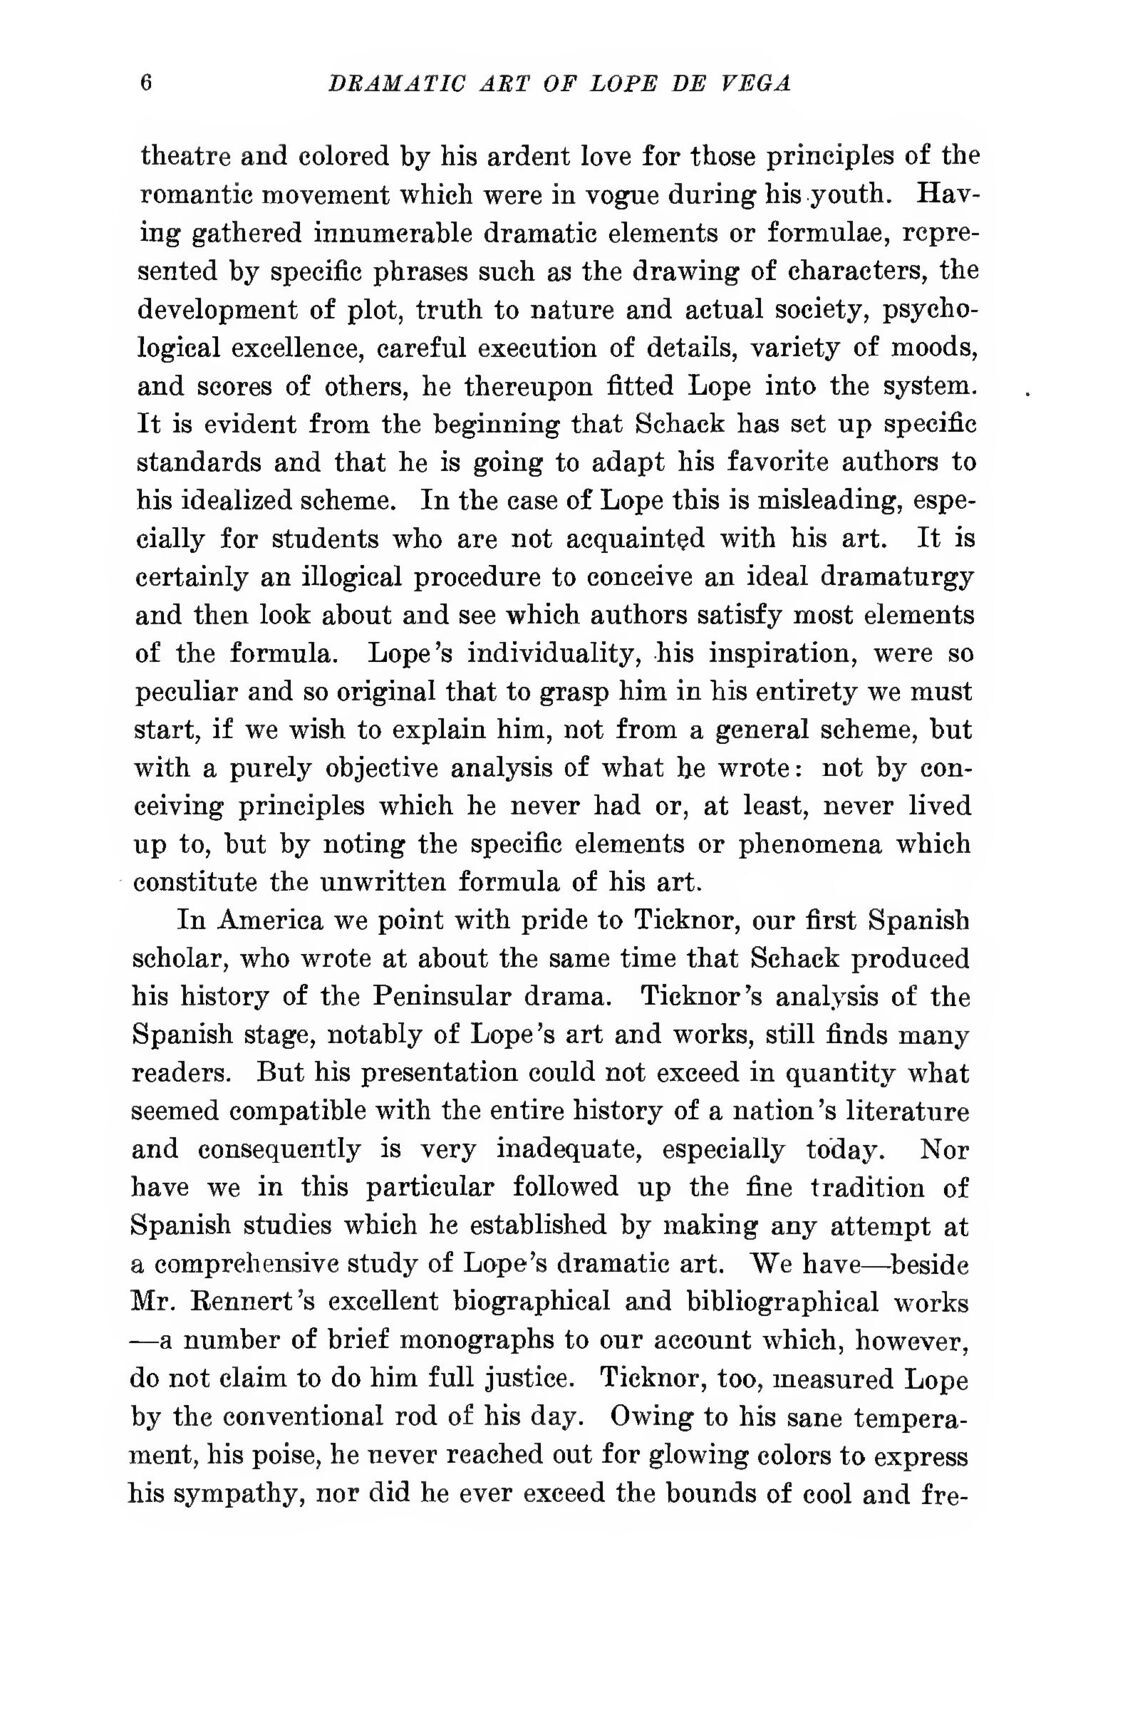 6 DRAMATIC ART OF LOPE DE VEGA
theatre and colored by his ardent love for those principles of the
romantic movement which were in vogue during his youth. Hav-
ing gathered innumerable dramatic elements or formulae, repre-
sented by specific phrases such as the drawing of characters, the
development of plot, truth to nature and actual society, psycho-
logical excellence, careful execution of details, variety of moods,
and scores of others, he thereupon fitted Lope into the system.
It is evident from the beginning that Schack has set up specific
standards and that he is going to adapt his favorite authors to
his idealized scheme. In the case of Lope this is misleading, espe-
cially for students who are not acquainted with his art. It is
certainly an illogical procedure to conceive an ideal dramaturgy
and then look about and see which authors satisfy most elements
of the formula. Lope's individuality, his inspiration, were so
peculiar and so original that to grasp him in his entirety we must
start, if we wish to explain him, not from a general scheme, but
with a purely objective analysis of what he wrote: not by con-
ceiving principles which he never had or, at least, never lived
up to, but by noting the specific elements or phenomena which
constitute the unwritten formula of his art.
In America we point with pride to Ticknor, our first Spanish
scholar, who wrote at about the same time that Schack produced
his history of the Peninsular drama. Ticknor's analysis of the
Spanish stage, notably of Lope's art and works, still finds many
readers. But his presentation could not exceed in quantity what
seemed compatible with the entire history of a nation's literature
and consequently is very inadequate, especially today. Nor
have we in this particular followed up the fine tradition of
Spanish studies which he established by making any attempt at
a comprehensive study of Lope's dramatic art. We have—beside
Mr. Rennert's excellent biographical and bibliographical works
—a number of brief monographs to our account which, however,
do not claim to do him full justice. Ticknor, too, measured Lope
by the conventional rod of his day. Owing to his sane tempera-
ment, his poise, he never reached out for glowing colors to express
his sympathy, nor did he ever exceed the bounds of cool and fre-